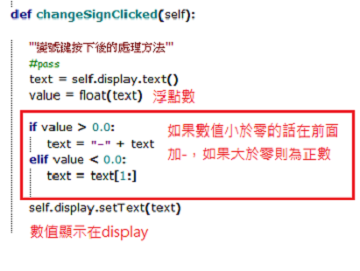 def changeSignClicked(self):
'''變號鍵按下後的處理方法'''
#pass
text = self.display.text()
value = float(text) 浮點數
if value > 0.0:
text = "-" + text
elif value < 0.0:
text = text[1:]
如果數值小於零的話在前面
加-，如果大於零則為正數
self.display.setText(text)
數值顯示在display